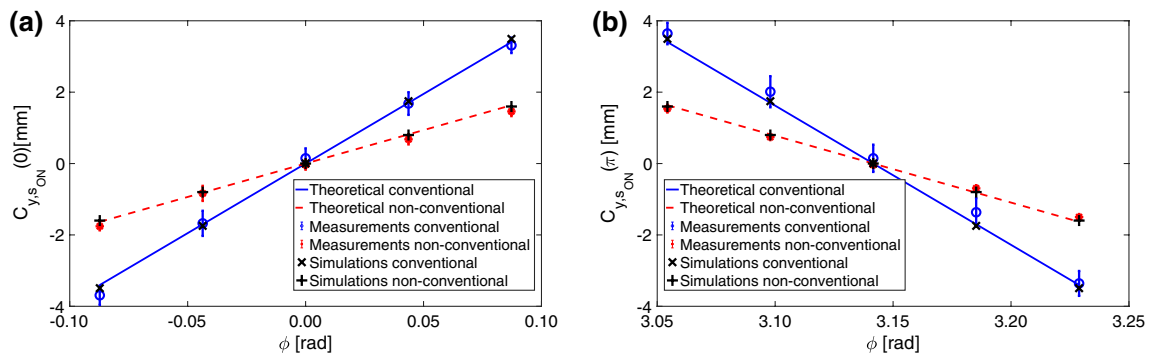 (a)
C_{y,s_{ON}} (0)[mm]
4
2
0
-2
-4
Theoretical conventional
Theoretical non-conventional
Measurements conventional
Measurements non-conventional
Simulations conventional
Simulations non-conventional
-0.10 -0.05 0.00 0.05 0.10
ϕ [rad]
(b)
C_{y,s_{ON}} (π) [mm]
4
2
0
-2
-4
Theoretical conventional
Theoretical non-conventional
Measurements conventional
Measurements non-conventional
Simulations conventional
Simulations non-conventional
3.05 3.10 3.15 3.20 3.25
ϕ [rad]